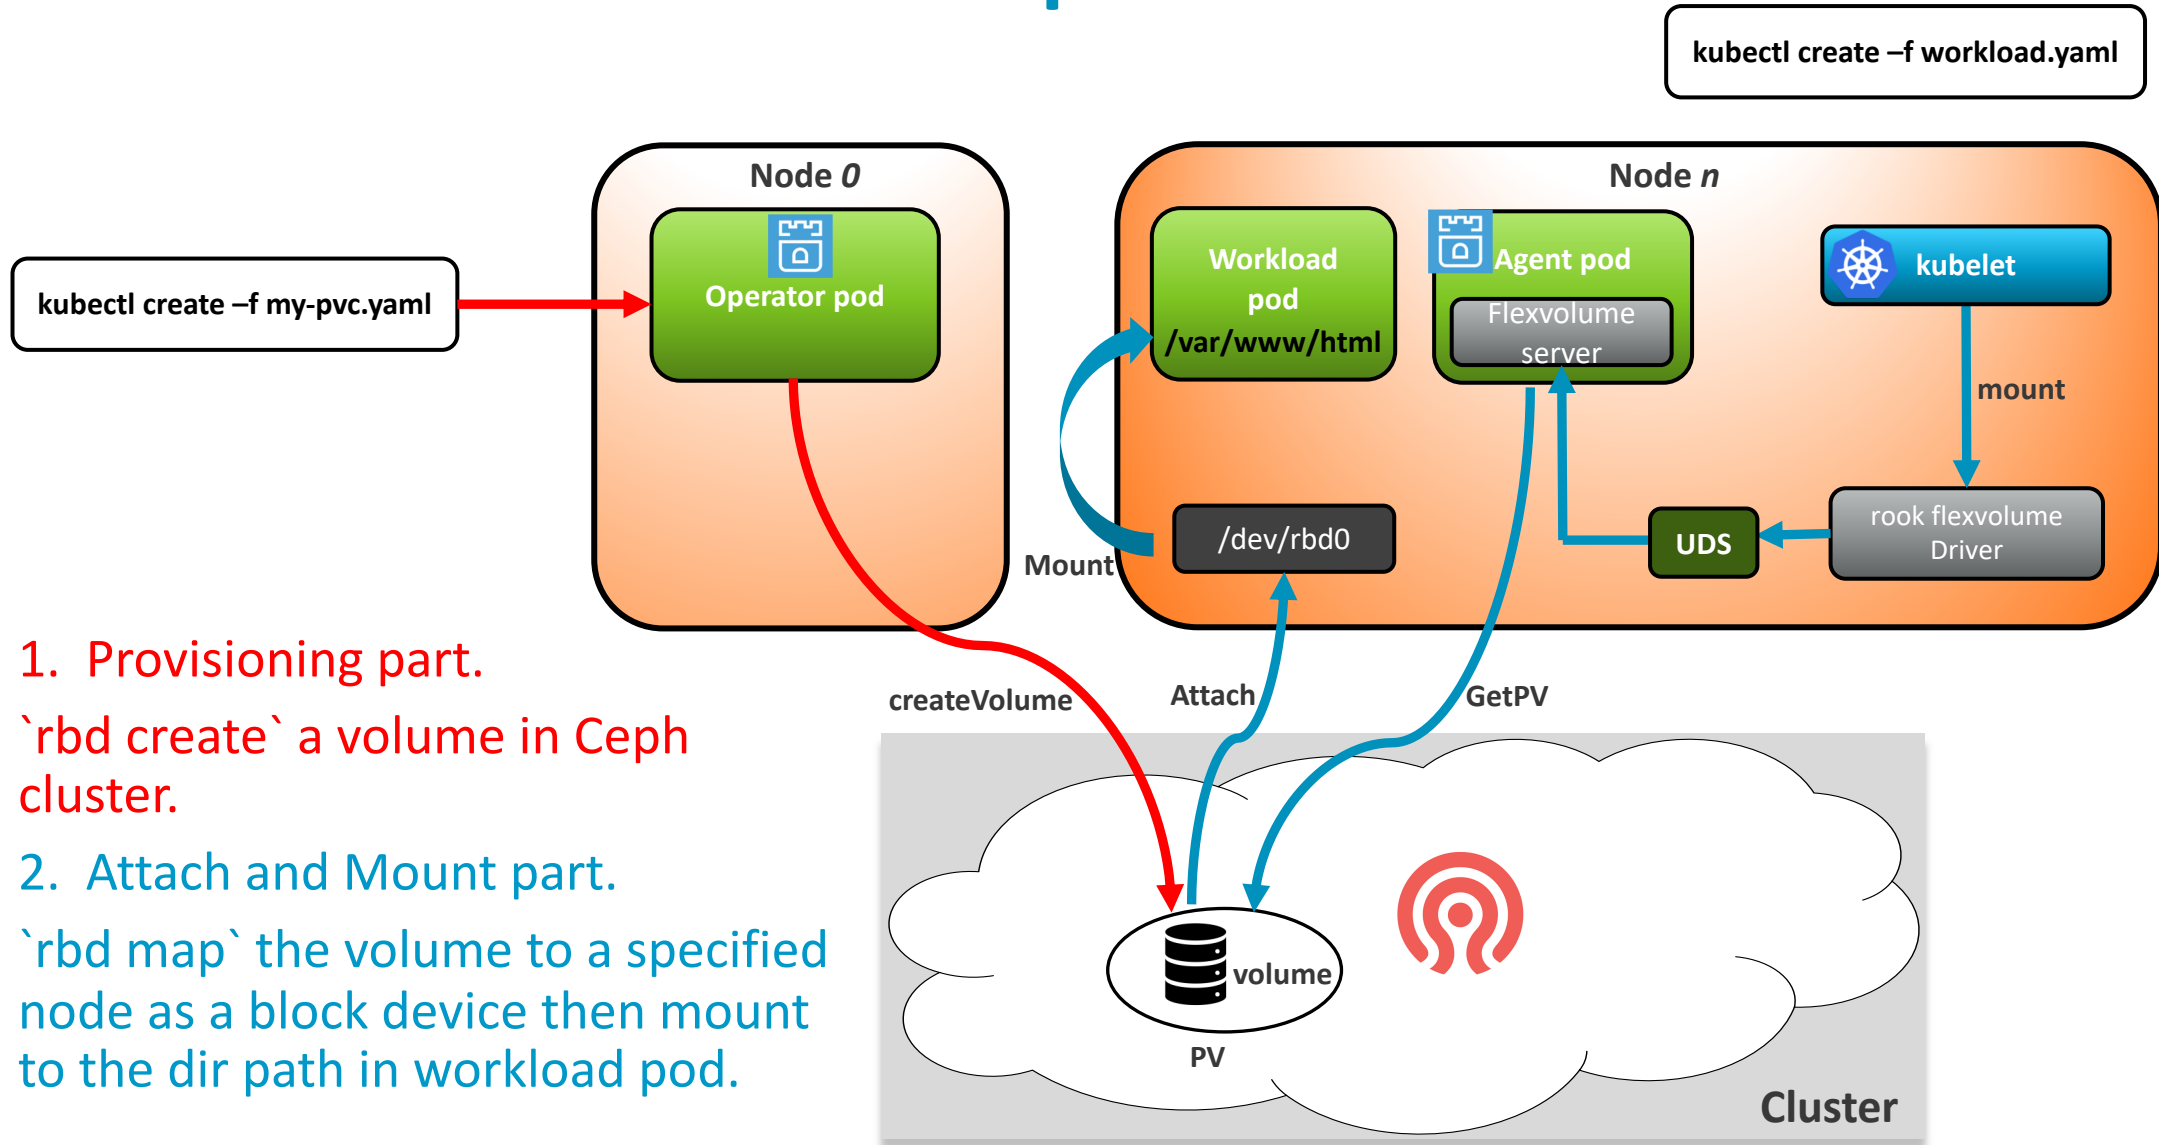 kubectl create –f workload.yaml
Node 0
Node n
kubectl create –f my-pvc.yaml
Operator pod
Workload
pod
/var/www/html
Agent pod
Flexvolume
server
kubelet
mount
/dev/rbd0
UDS
rook flexvolume
Driver
Mount
createVolume
Attach
GetPV
1. Provisioning part.
`rbd create` a volume in Ceph
cluster.
2. Attach and Mount part.
`rbd map` the volume to a specified
node as a block device then mount
to the dir path in workload pod.
volume
PV
Cluster